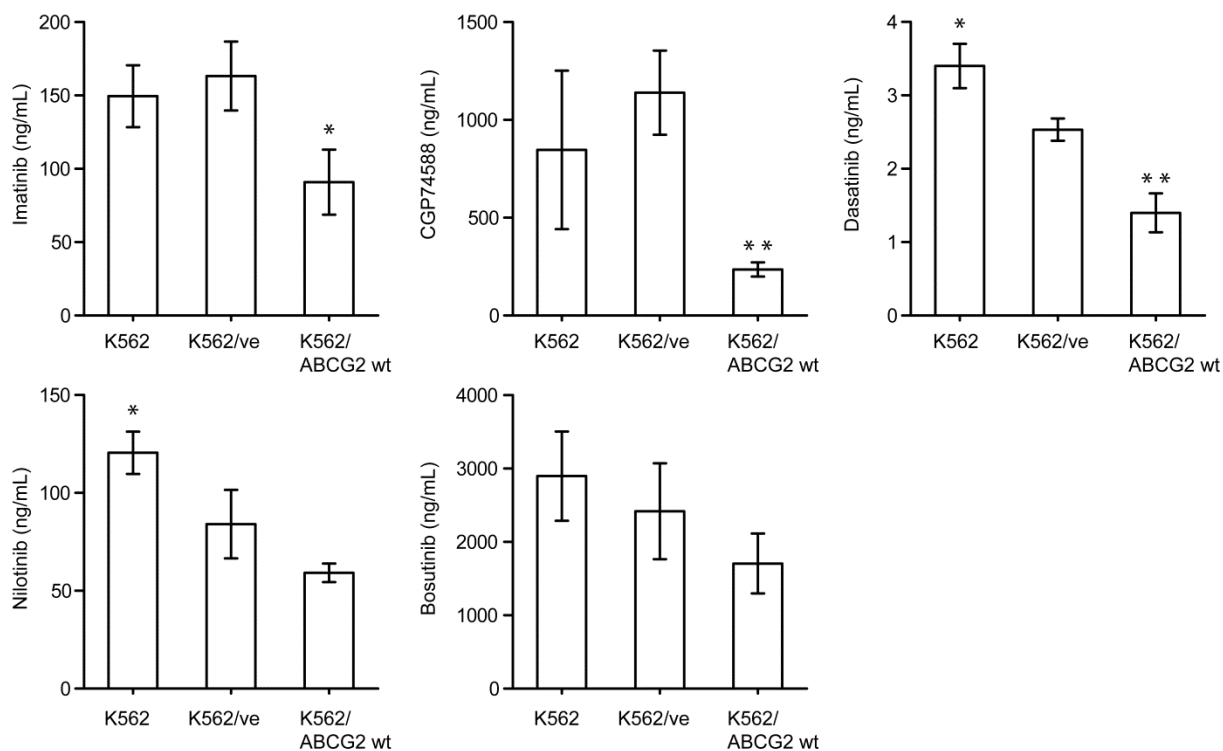 Imatinib (ng/mL)
200
150
100
50
0
*
K562
K562/ve
K562/
ABCG2 wt
CGP74588 (ng/mL)
1500
1000
500
0
* *
K562
K562/ve
K562/
ABCG2 wt
Dasatinib (ng/mL)
4
3
2
1
0
*
* *
K562
K562/ve
K562/
ABCG2 wt
Nilotinib (ng/mL)
150
100
50
0
*
K562
K562/ve
K562/
ABCG2 wt
Bosutinib (ng/mL)
4000
3000
2000
1000
0
K562
K562/ve
K562/
ABCG2 wt